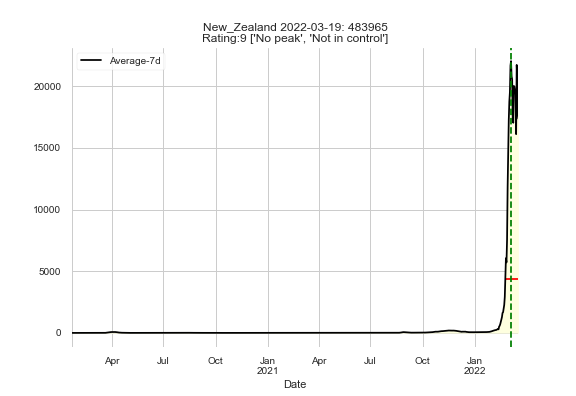 New_Zealand 2022-03-19: 483965
Rating:9 ['No peak', 'Not in control']
Average-7d
20000
15000
10000
5000
0
Apr Jul Oct Jan Apr Jul Oct Jan
2021 2022
Date